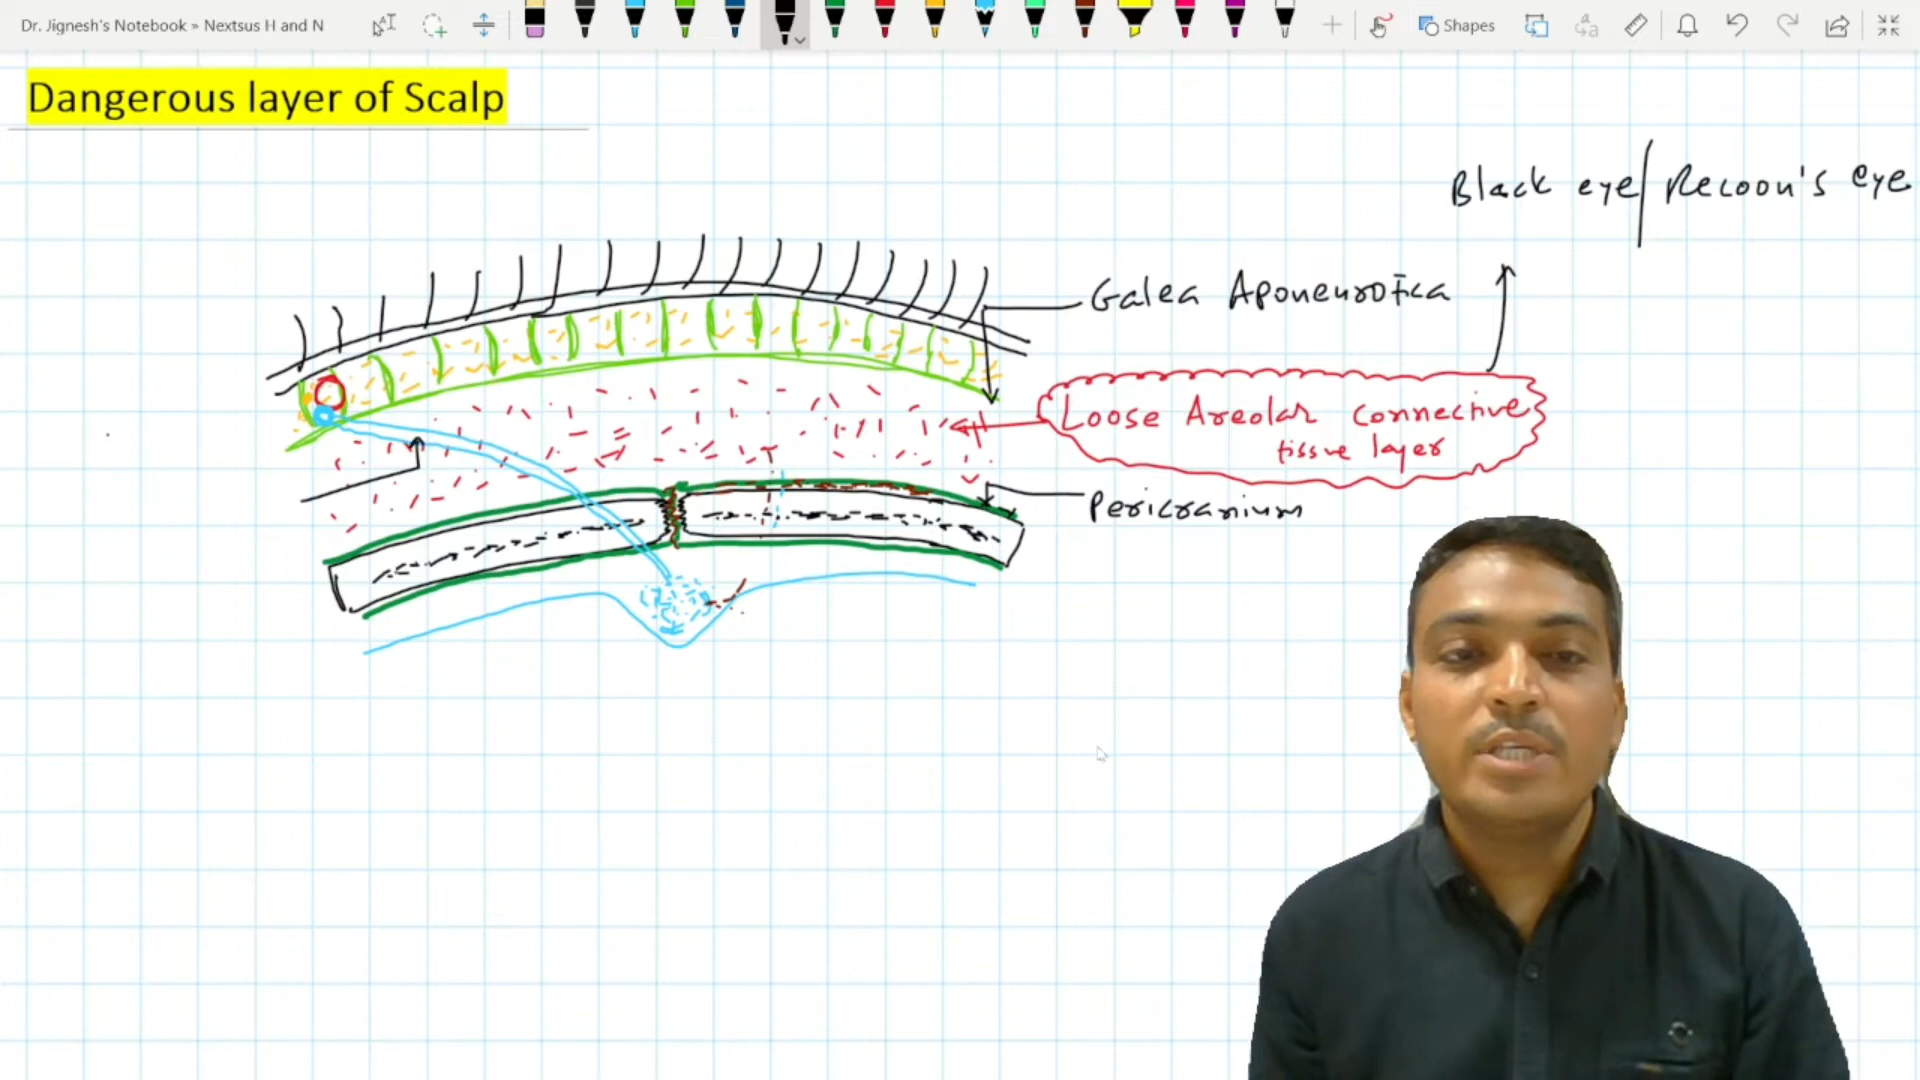 Dr. Jignesh's Notebook » Nextsus H and N
Shapes
Dangerous layer of Scalp
Black eye/Recoon's eye
Galea Aponeurotica
Loose Areolar connective
tissue layer
Pericranium